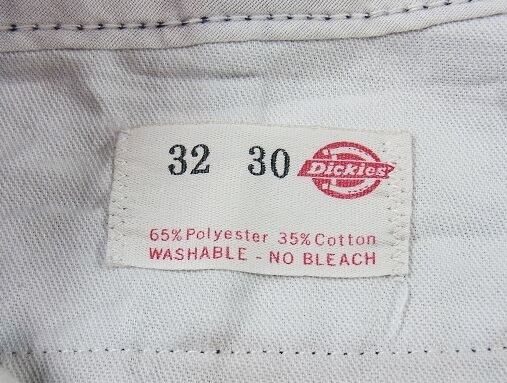 32 30 Dickies
65% Polyester 35% Cotton
WASHABLE - NO BLEACH